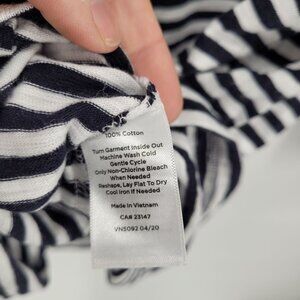 100% Cotton
Turn Garment Inside Out
Machine Wash Cold
Gentle Cycle
Only Non-Chlorine Bleach
When Needed
Reshape, Lay Flat To Dry
Cool Iron If Needed
Made in Vietnam
CA# 23147
VN5092 04/20